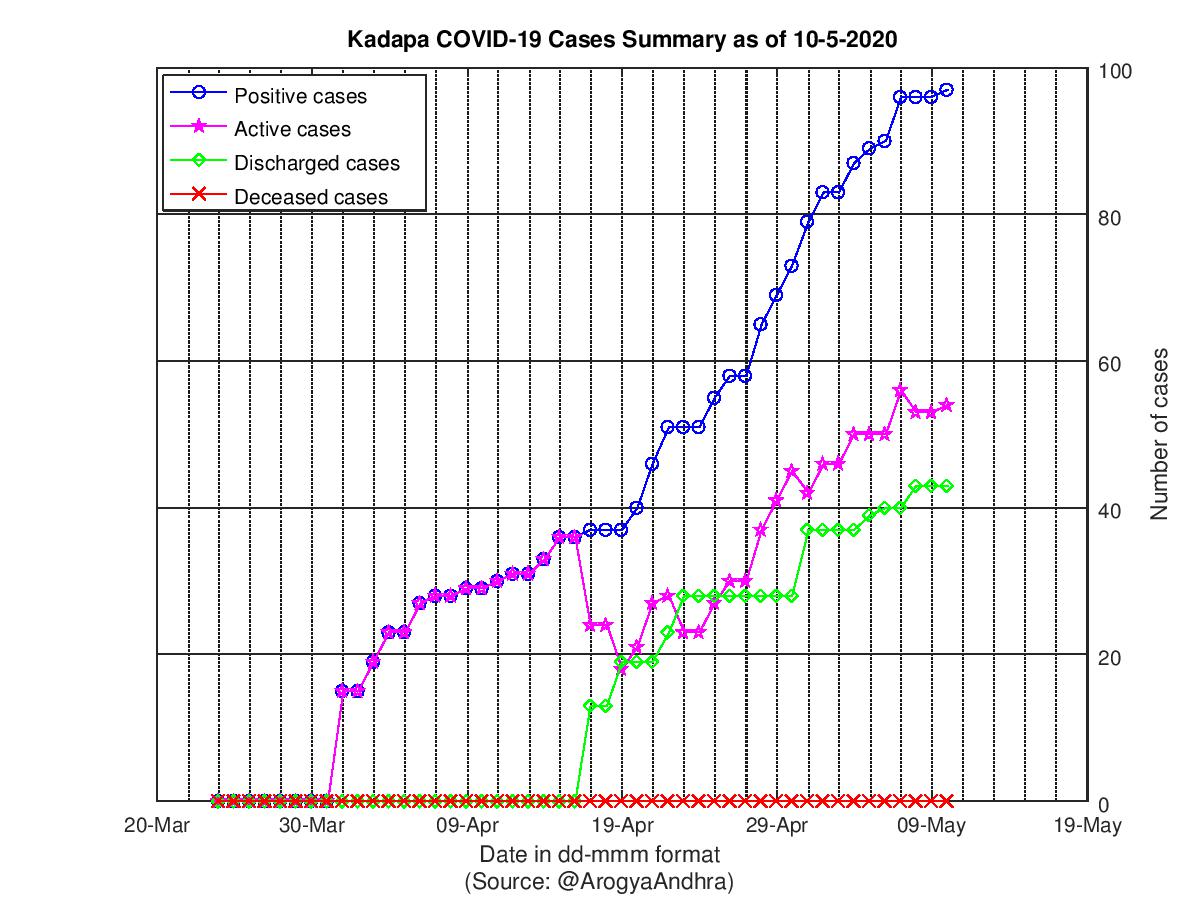 Kadapa COVID-19 Cases Summary as of 10-5-2020
Positive cases
Active cases
Discharged cases
Deceased cases
100
80
60
40
20
0
Number of cases
20-Mar 30-Mar 09-Apr 19-Apr 29-Apr 09-May 19-May
Date in dd-mmm format
(Source: @ArogyaAndhra)